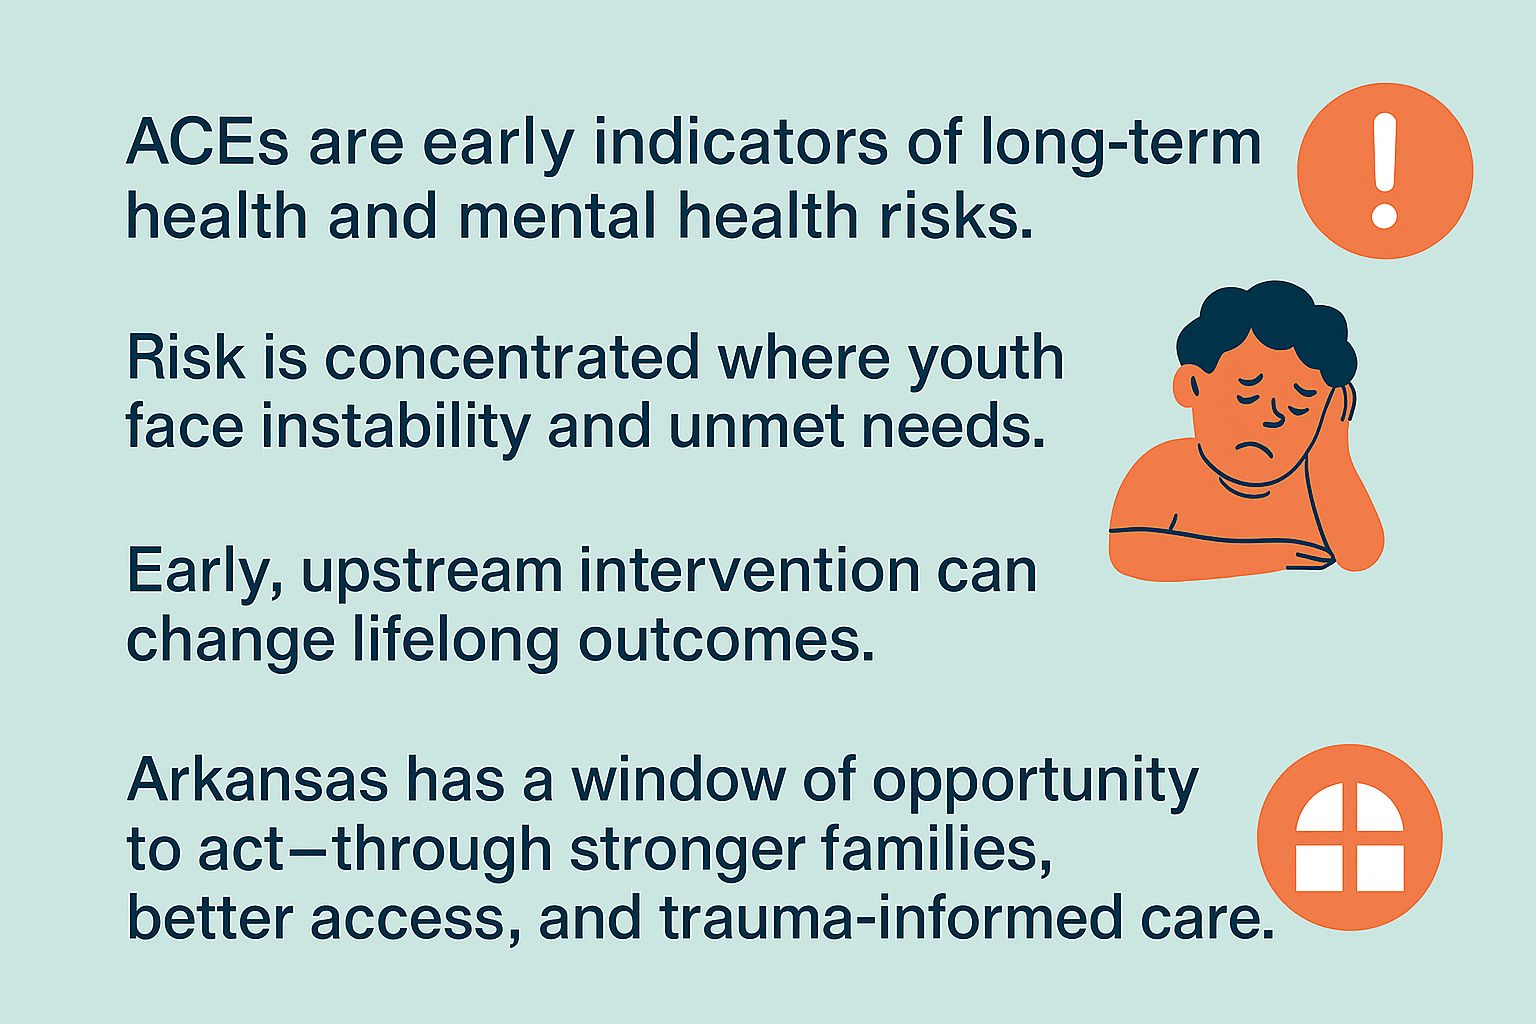 ACEs are early indicators of long-term
health and mental health risks.
Risk is concentrated where youth
face instability and unmet needs.
Early, upstream intervention can
change lifelong outcomes.
Arkansas has a window of opportunity
to act—through stronger families,
better access, and trauma-informed care.